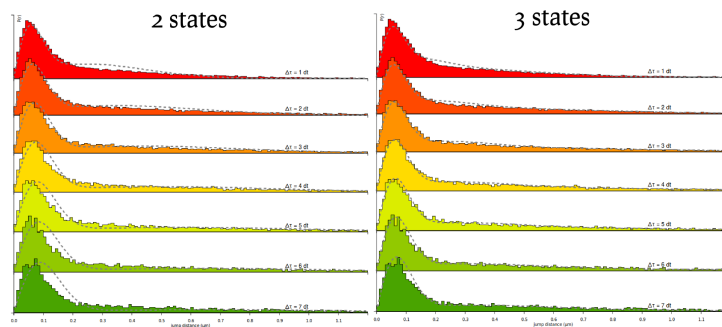 2 states
3 states
P(r)
P(r)
Δτ = 1 dt
Δτ = 1 dt
Δτ = 2 dt
Δτ = 2 dt
Δτ = 3 dt
Δτ = 3 dt
Δτ = 4 dt
Δτ = 4 dt
Δτ = 5 dt
Δτ = 5 dt
Δτ = 6 dt
Δτ = 6 dt
Δτ = 7 dt
Δτ = 7 dt
0.0 0.1 0.2 0.3 0.4 0.5 0.6 0.7 0.8 0.9 1.0 1.1
0.0 0.1 0.2 0.3 0.4 0.5 0.6 0.7 0.8 0.9 1.0 1.1
jump distance (µm)
jump distance (µm)